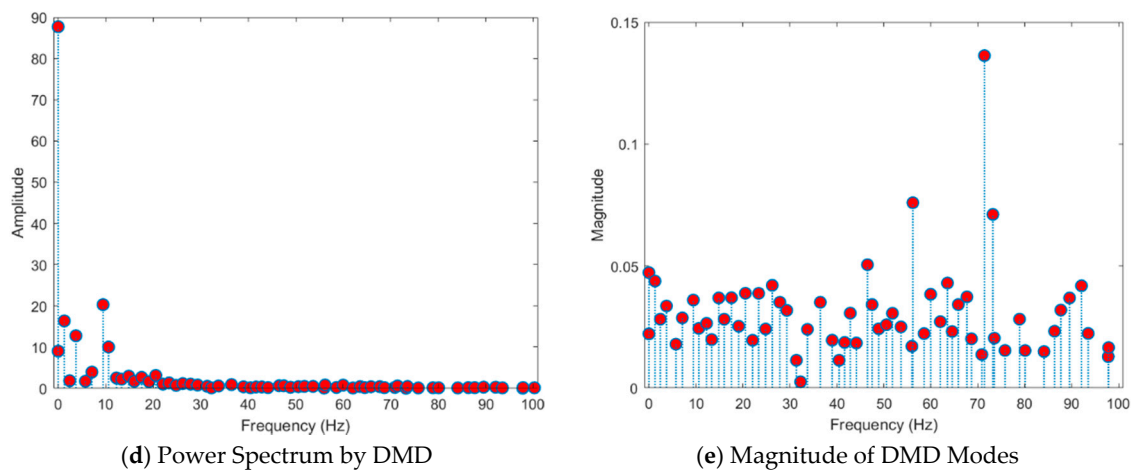 90
80
70
60
50
40
30
20
10
0
Amplitude
0 10 20 30 40 50 60 70 80 90 100
Frequency (Hz)
(d) Power Spectrum by DMD
0.15
0.1
0.05
0
Magnitude
0 10 20 30 40 50 60 70 80 90 100
Frequency (Hz)
(e) Magnitude of DMD Modes